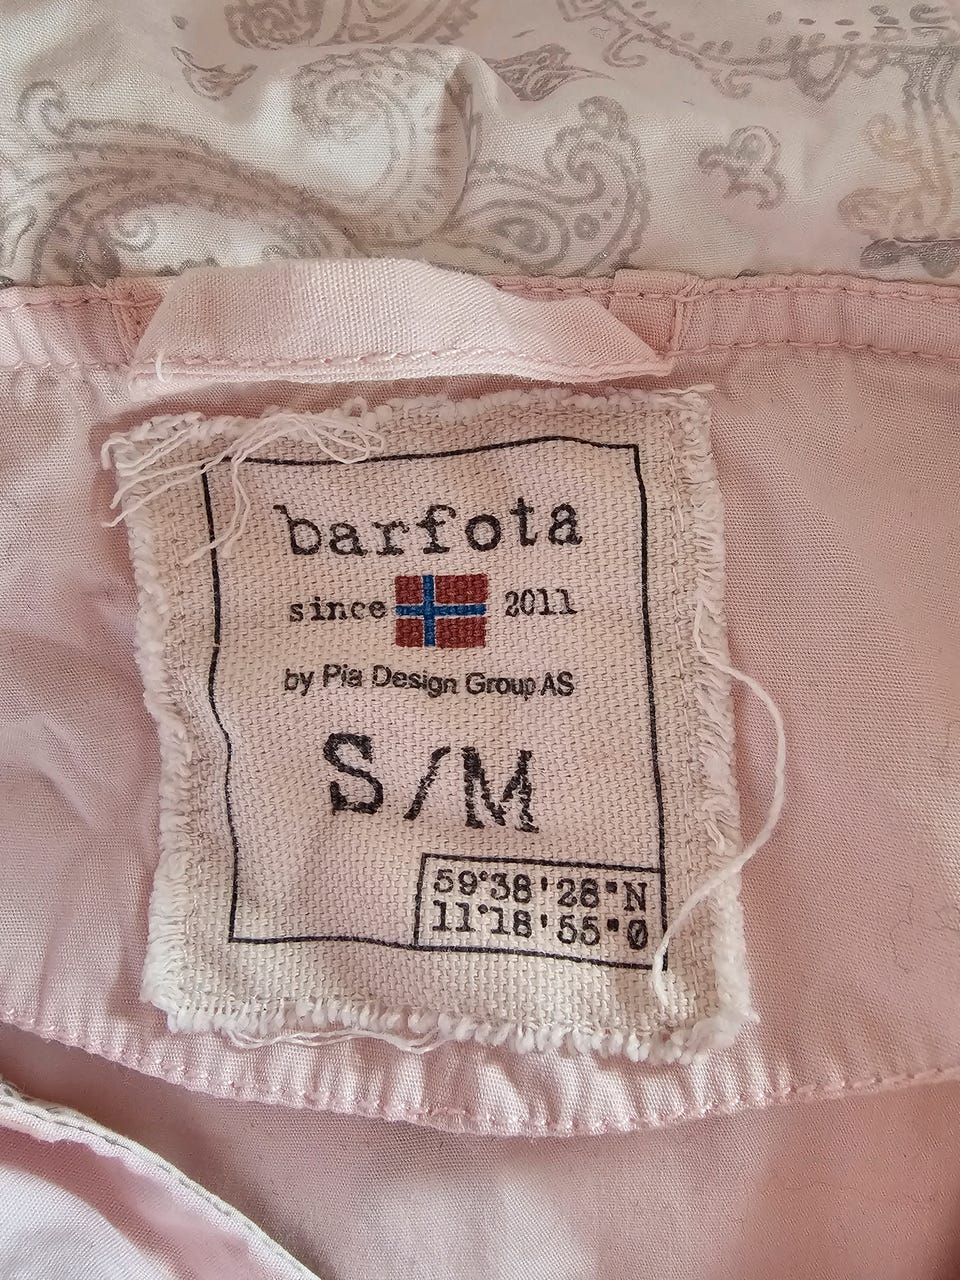 barfota
since 2011
by Pia Design Group AS
S/M
59°38'28"N
11°18'55"Ø